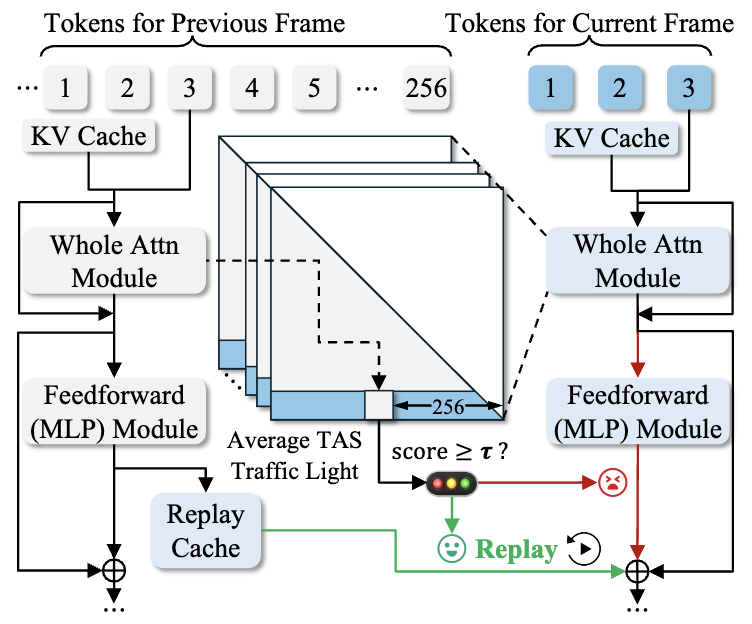 Tokens for Previous Frame
Tokens for Current Frame
... 1 2 3 4 5 ... 256
1 2 3
KV Cache
KV Cache
Whole Attn
Module
Whole Attn
Module
Feedforward
(MLP) Module
256
Feedforward
(MLP) Module
Average TAS
Traffic Light
score ≥ τ ?
Replay
Cache
Replay
...
...